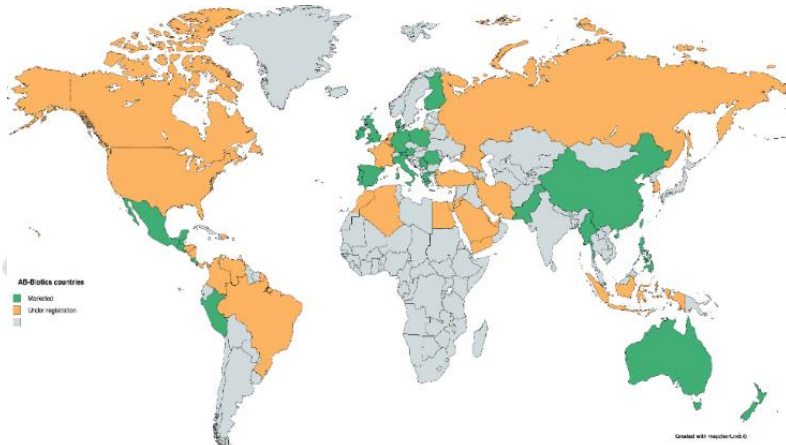 AB-Biotics countries
Marketed
Under registration
Created with mapchart.net ©